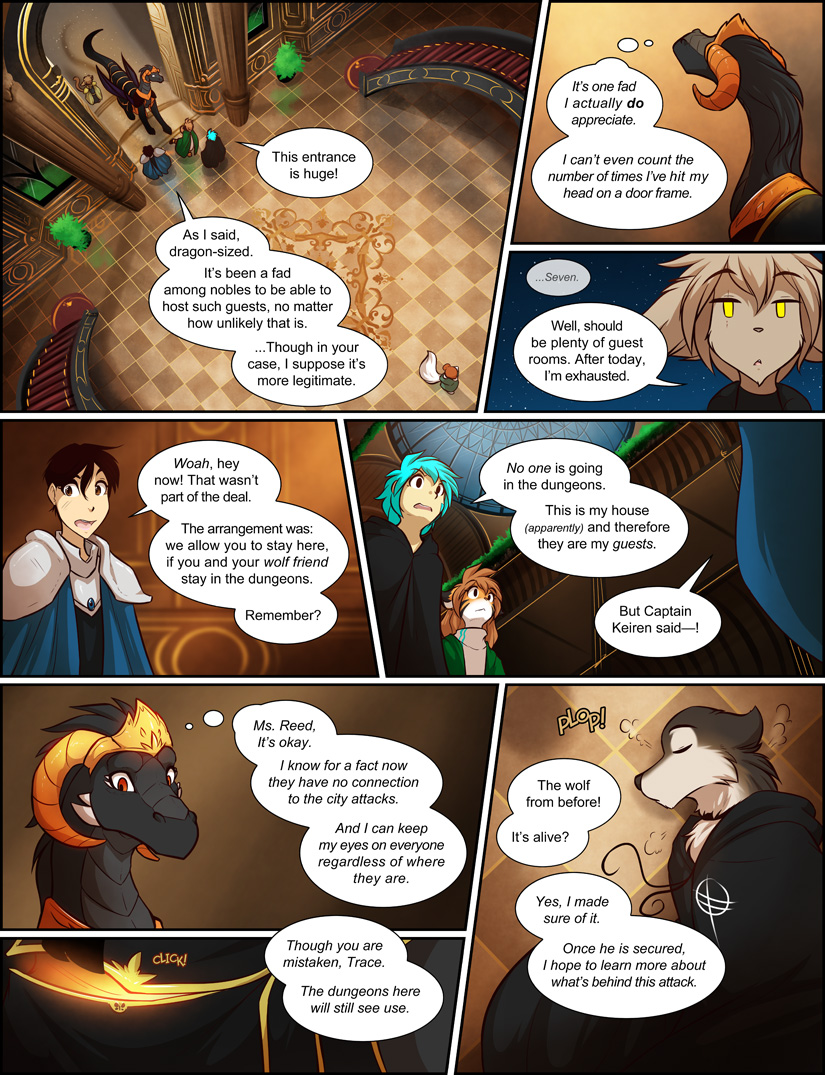 This entrance
is huge!
As I said,
dragon-sized.
It's been a fad
among nobles to be able to
host such guests, no matter
how unlikely that is.
...Though in your
case, I suppose it's
more legitimate.
It's one fad
I actually do
appreciate.
I can't even count the
number of times I've hit my
head on a door frame.
...Seven.
Well, should
be plenty of guest
rooms. After today,
I'm exhausted.
Woah, hey
now! That wasn't
part of the deal.
The arrangement was:
we allow you to stay here,
if you and your wolf friend
stay in the dungeons.
Remember?
No one is going
in the dungeons.
This is my house
(apparently) and therefore
they are my guests.
But Captain
Keiren said—!
Ms. Reed,
It's okay.
I know for a fact now
they have no connection
to the city attacks.
And I can keep
my eyes on everyone
regardless of where
they are.
CLICK!
Though you are
mistaken, Trace.
The dungeons here
will still see use.
PLOP!
The wolf
from before!
It's alive?
Yes, I made
sure of it.
Once he is secured,
I hope to learn more about
what's behind this attack.